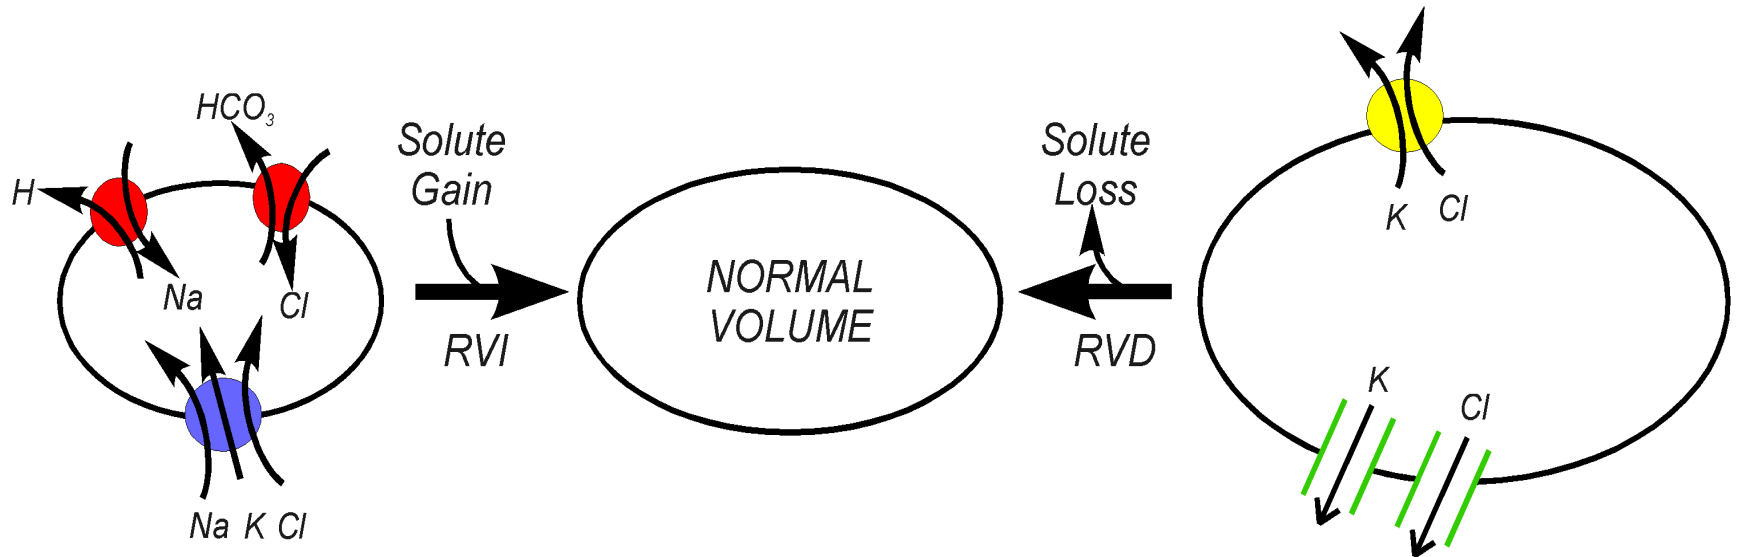 HCO₃
H
Na
Cl
Na K Cl
Solute
Gain
RVI
NORMAL
VOLUME
Solute
Loss
RVD
K
Cl
K
Cl